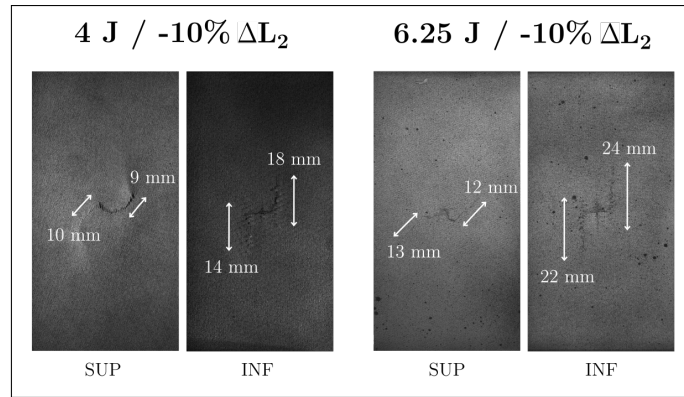 4 J / -10% ΔL₂
6.25 J / -10% ΔL₂
9 mm
10 mm
18 mm
14 mm
12 mm
13 mm
24 mm
22 mm
SUP
INF
SUP
INF